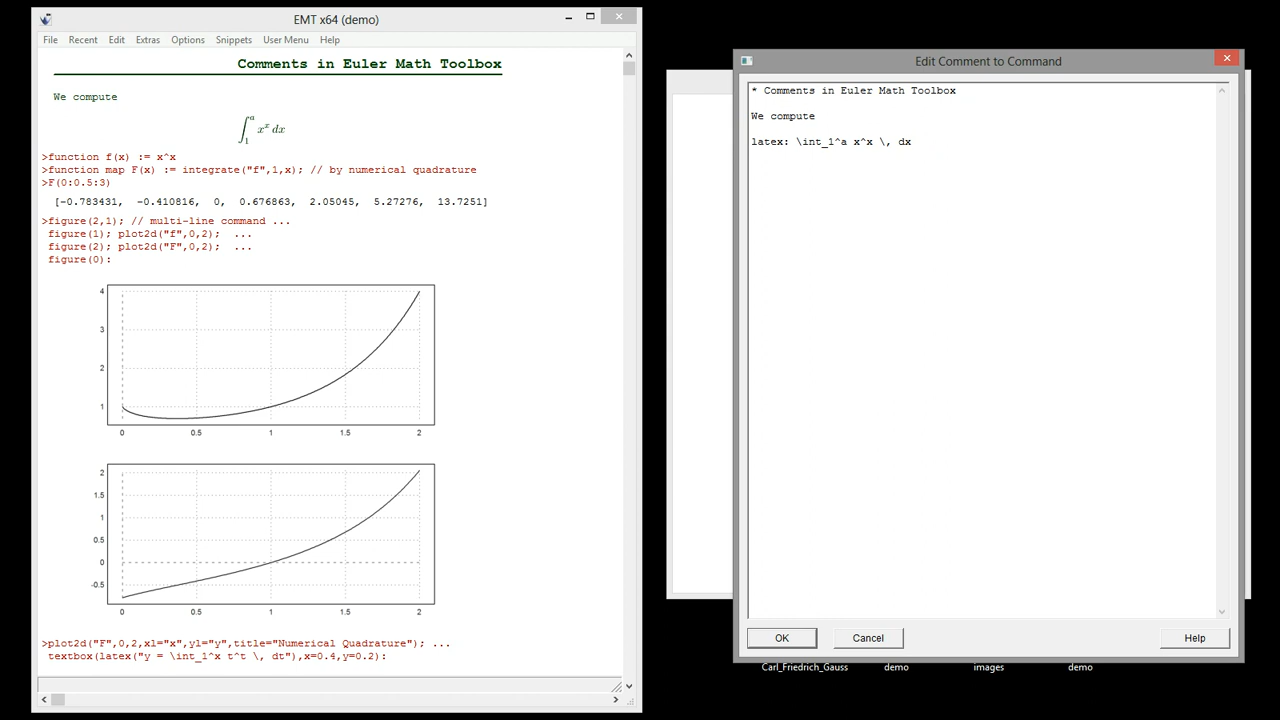 EMT x64 (demo)
File Recent Edit Extras Options Snippets User Menu Help
Comments in Euler Math Toolbox
We compute
∫₁ᵃ xˣ dx
>function f(x) := x^x
>function map F(x) := integrate("f",1,x); // by numerical quadrature
>F(0:0.5:3)
[-0.783431, -0.410816, 0, 0.676863, 2.05045, 5.27276, 13.7251]
>figure(2,1); // multi-line command ...
figure(1); plot2d("f",0,2); ...
figure(2); plot2d("F",0,2); ...
figure(0):
4
3
2
1
0 0.5 1 1.5 2
2
1.5
1
0.5
0
-0.5
0 0.5 1 1.5 2
>plot2d("F",0,2,xl="x",yl="y",title="Numerical Quadrature"); ...
textbox(latex("y = \int_1^x t^t \, dt"),x=0.4,y=0.2):
Edit Comment to Command
* Comments in Euler Math Toolbox
We compute
latex: \int_1^a x^x \, dx
OK Cancel Help
Carl_Friedrich_Gauss demo images demo